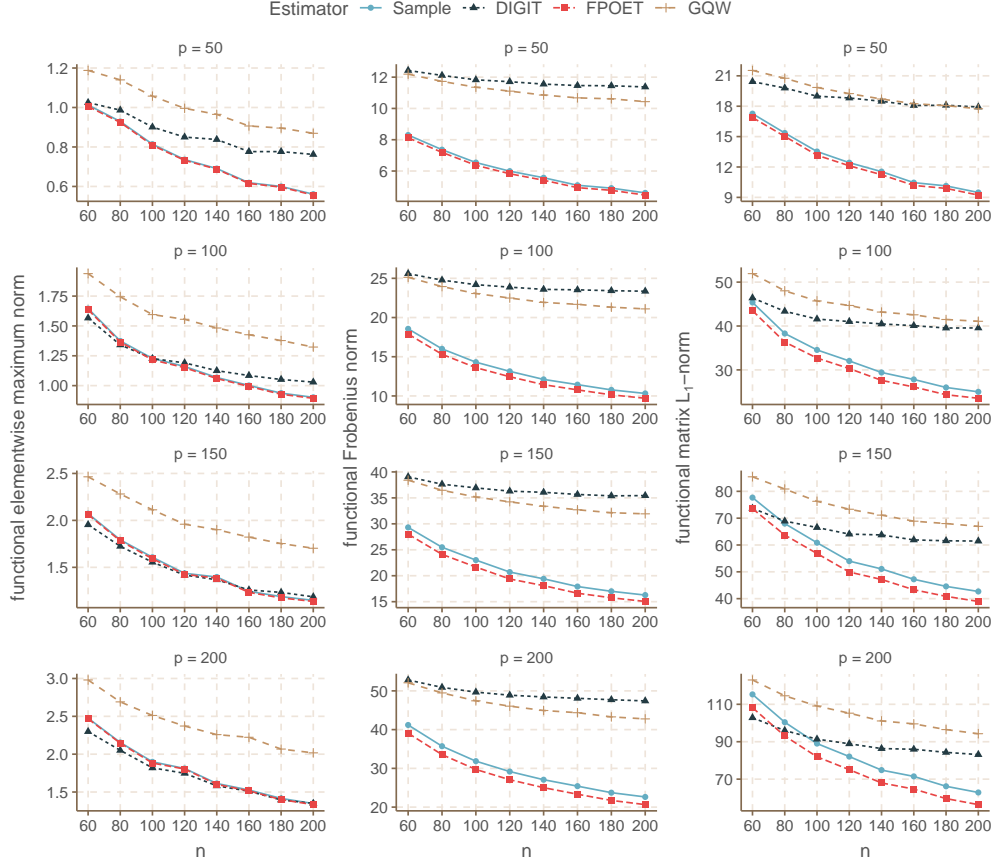 Estimator Sample DIGIT FPOET GQW
p = 50 p = 50 p = 50
1.2
1.0
0.8
0.6
60 80 100 120 140 160 180 200
12
10
8
6
60 80 100 120 140 160 180 200
21
18
15
12
9
60 80 100 120 140 160 180 200
p = 100 p = 100 p = 100
1.75
1.50
1.25
1.00
60 80 100 120 140 160 180 200
25
20
15
10
60 80 100 120 140 160 180 200
50
40
30
60 80 100 120 140 160 180 200
functional elementwise maximum norm
functional Frobenius norm
functional matrix L₁−norm
p = 150 p = 150 p = 150
2.5
2.0
1.5
60 80 100 120 140 160 180 200
40
35
30
25
20
15
60 80 100 120 140 160 180 200
80
70
60
50
40
60 80 100 120 140 160 180 200
p = 200 p = 200 p = 200
3.0
2.5
2.0
1.5
60 80 100 120 140 160 180 200
50
40
30
20
60 80 100 120 140 160 180 200
110
90
70
60 80 100 120 140 160 180 200
n n n